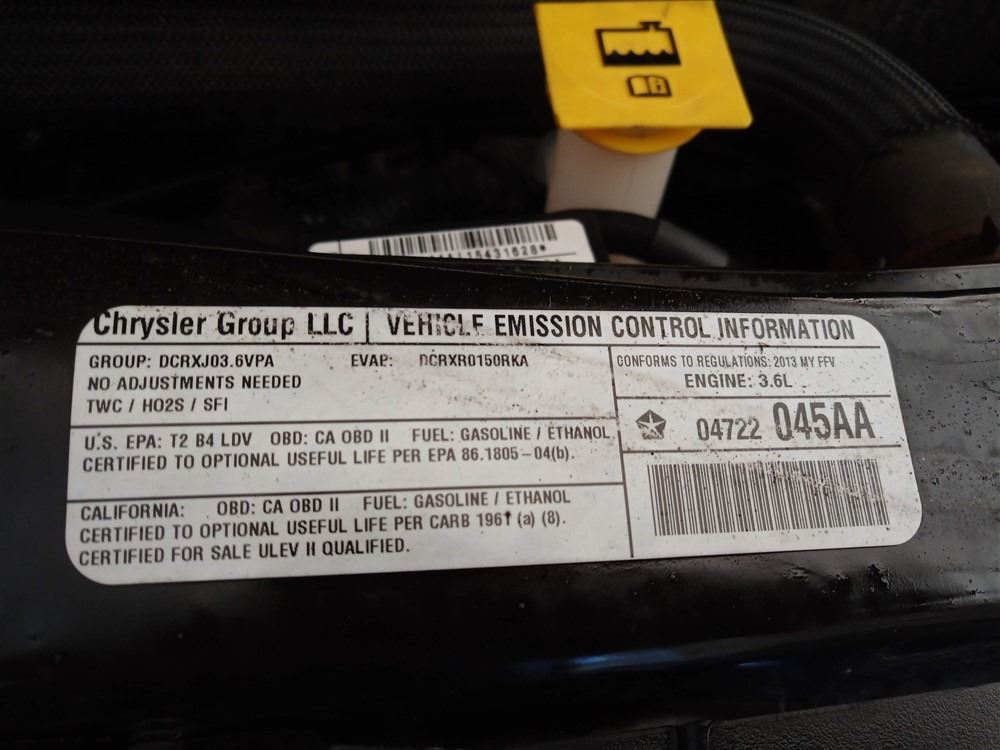 15431628*
Chrysler Group LLC | VEHICLE EMISSION CONTROL INFORMATION
GROUP: DCRXJ03.6VPA EVAP: DCRXR0150RKA
NO ADJUSTMENTS NEEDED
TWC / HO2S / SFI
CONFORMS TO REGULATIONS: 2013 MY FFV
ENGINE: 3.6L
04722 045AA
U.S. EPA: T2 B4 LDV OBD: CA OBD II FUEL: GASOLINE / ETHANOL
CERTIFIED TO OPTIONAL USEFUL LIFE PER EPA 86.1805-04(b).
CALIFORNIA: OBD: CA OBD II FUEL: GASOLINE / ETHANOL
CERTIFIED TO OPTIONAL USEFUL LIFE PER CARB 1961 (a) (8).
CERTIFIED FOR SALE ULEV II QUALIFIED.